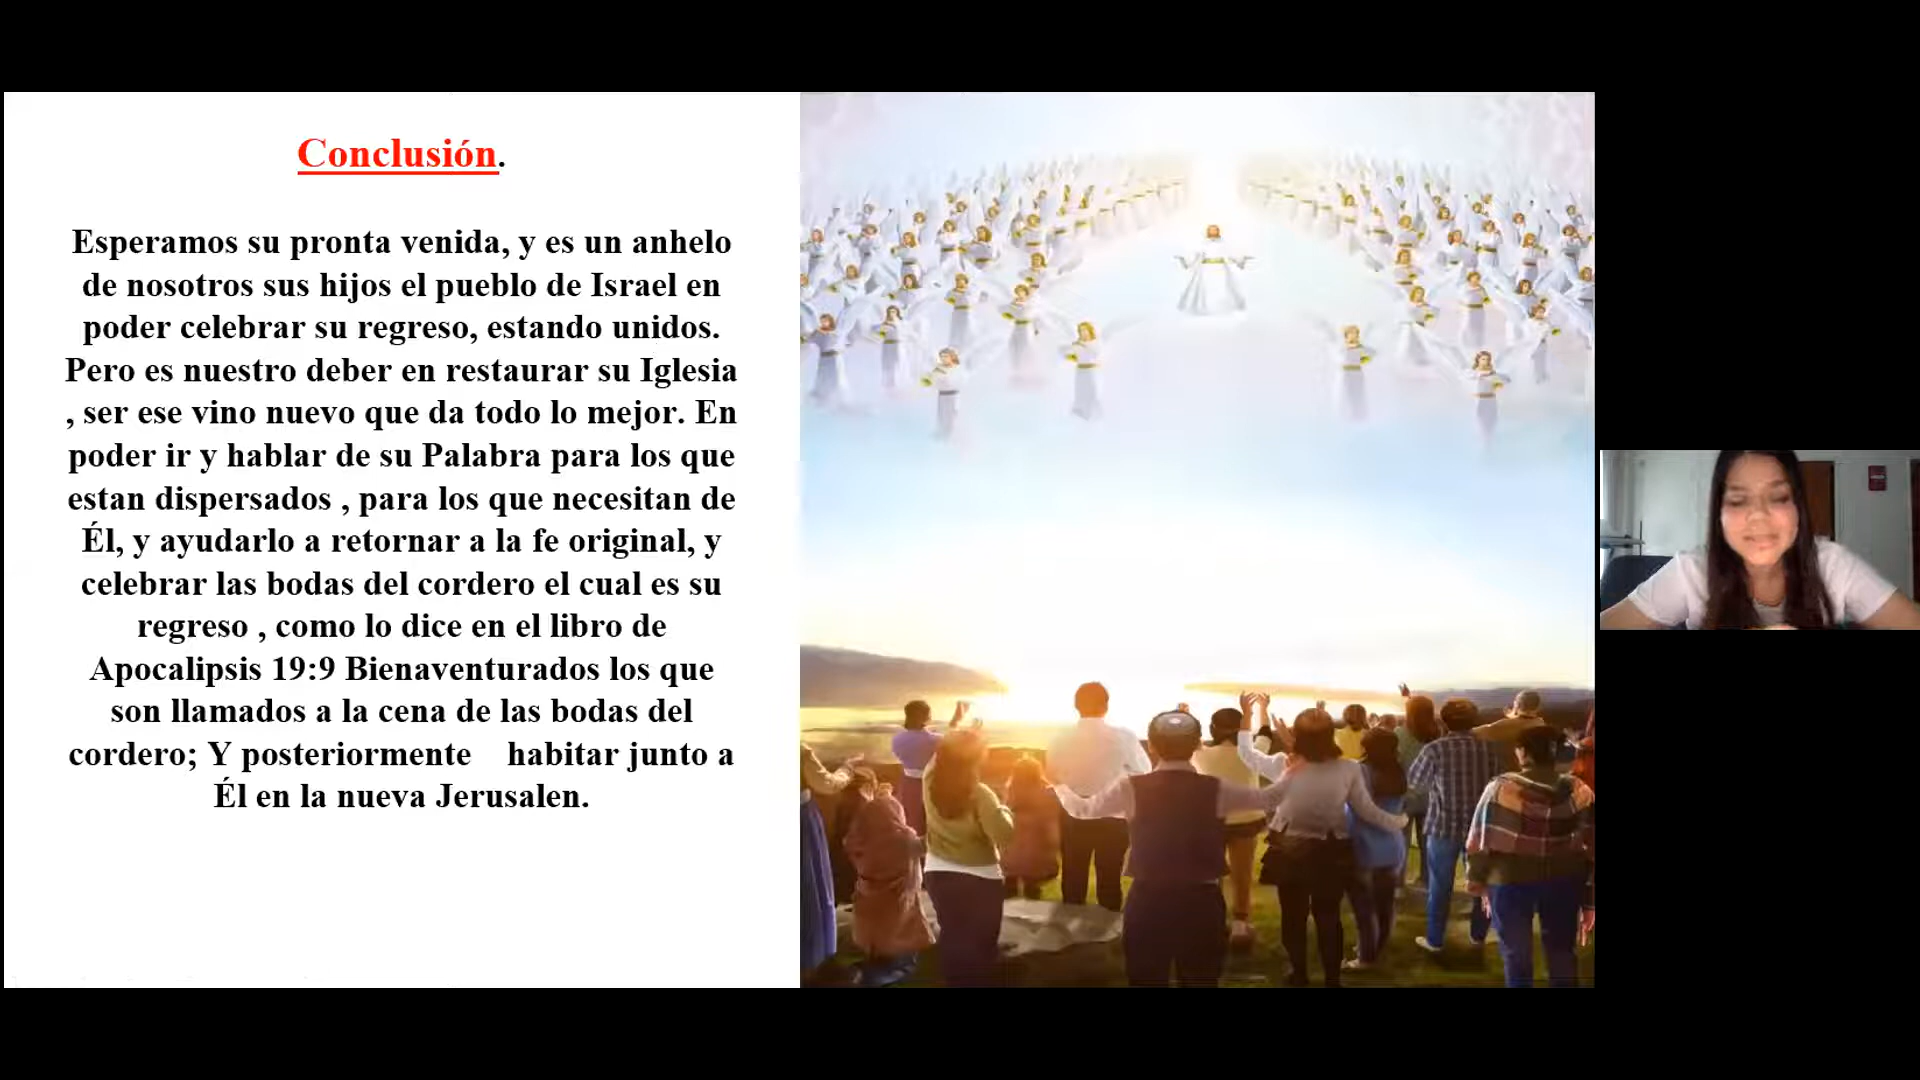 Conclusión.
Esperamos su pronta venida, y es un anhelo
de nosotros sus hijos el pueblo de Israel en
poder celebrar su regreso, estando unidos.
Pero es nuestro deber en restaurar su Iglesia
, ser ese vino nuevo que da todo lo mejor. En
poder ir y hablar de su Palabra para los que
estan dispersados , para los que necesitan de
Él, y ayudarlo a retornar a la fe original, y
celebrar las bodas del cordero el cual es su
regreso , como lo dice en el libro de
Apocalipsis 19:9 Bienaventurados los que
son llamados a la cena de las bodas del
cordero; Y posteriormente habitar junto a
Él en la nueva Jerusalen.